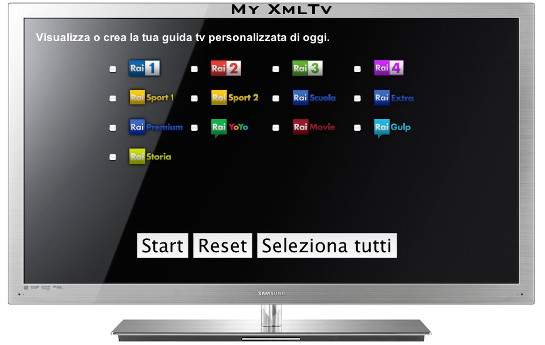 My XmlTv
Visualizza o crea la tua guida tv personalizzata di oggi.
Rai 1 Rai 2 Rai 3 Rai 4
Rai Sport 1 Rai Sport 2 Rai Scuola Rai Extra
Rai Premium Rai YoYo Rai Movie Rai Gulp
Rai Storia
Start Reset Seleziona tutti
SAMSUNG